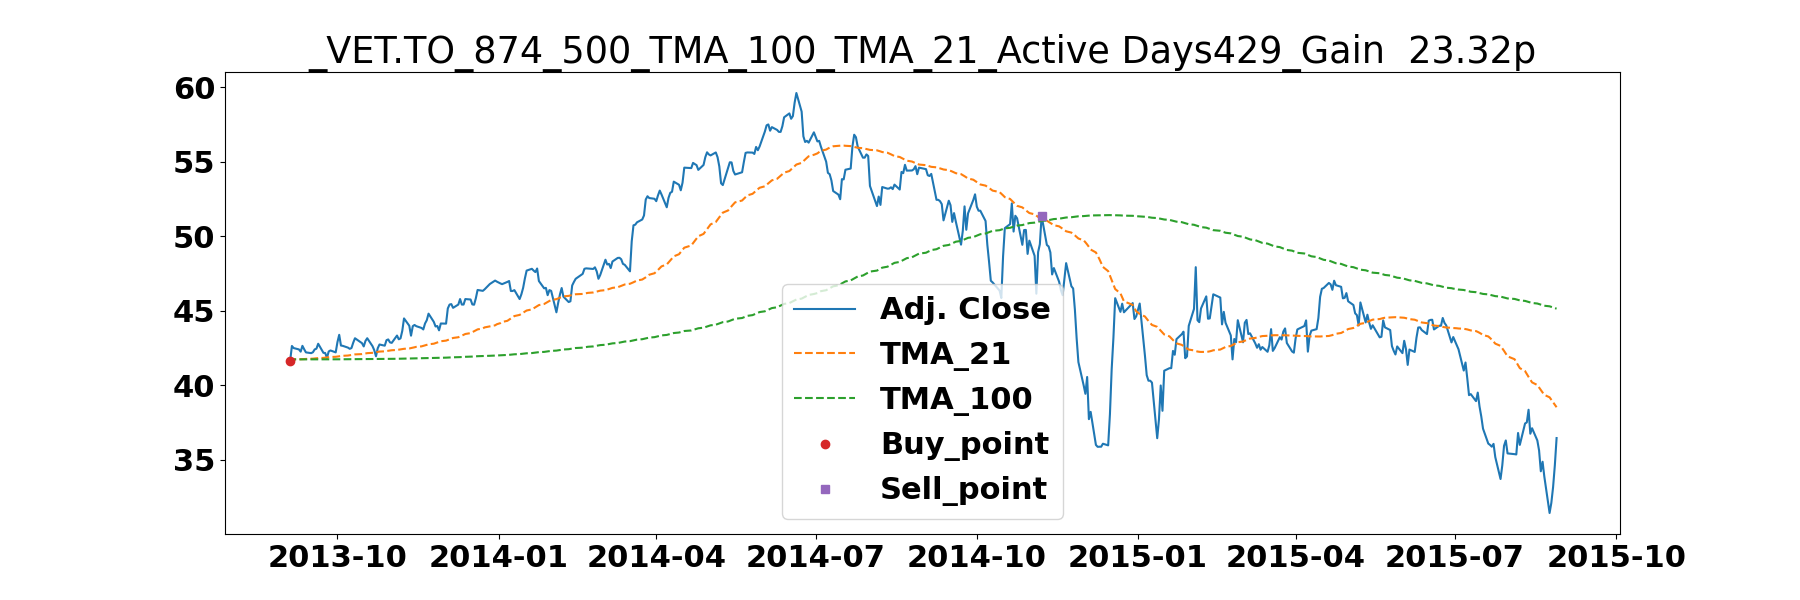 _VET.TO_874_500_TMA_100_TMA_21_Active Days429_Gain  23.32p
60
55
50
45
40
35
Adj. Close
TMA_21
TMA_100
Buy_point
Sell_point
2013-10 2014-01 2014-04 2014-07 2014-10 2015-01 2015-04 2015-07 2015-10